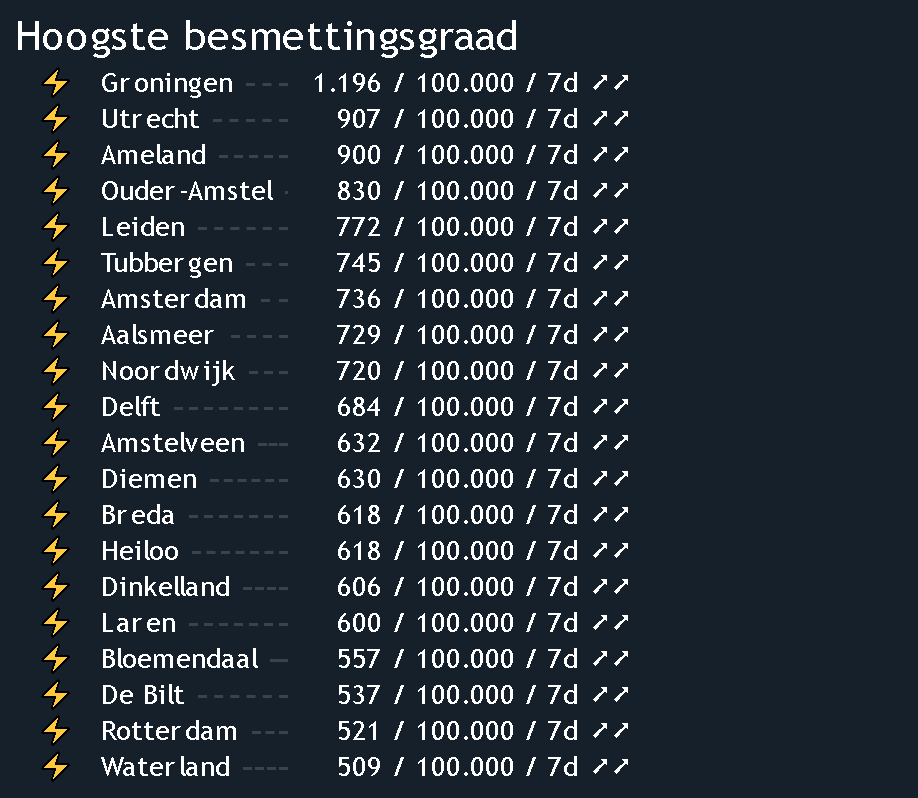 Hoogste besmettingsgraad
⚡ Groningen --- 1.196 / 100.000 / 7d ➚➚
⚡ Utrecht ----- 907 / 100.000 / 7d ➚➚
⚡ Ameland ----- 900 / 100.000 / 7d ➚➚
⚡ Ouder-Amstel - 830 / 100.000 / 7d ➚➚
⚡ Leiden ------ 772 / 100.000 / 7d ➚➚
⚡ Tubbergen --- 745 / 100.000 / 7d ➚➚
⚡ Amsterdam -- 736 / 100.000 / 7d ➚➚
⚡ Aalsmeer ---- 729 / 100.000 / 7d ➚➚
⚡ Noordwijk --- 720 / 100.000 / 7d ➚➚
⚡ Delft -------- 684 / 100.000 / 7d ➚➚
⚡ Amstelveen --- 632 / 100.000 / 7d ➚➚
⚡ Diemen ------ 630 / 100.000 / 7d ➚➚
⚡ Breda ------- 618 / 100.000 / 7d ➚➚
⚡ Heiloo ------- 618 / 100.000 / 7d ➚➚
⚡ Dinkelland ---- 606 / 100.000 / 7d ➚➚
⚡ Laren ------- 600 / 100.000 / 7d ➚➚
⚡ Bloemendaal -- 557 / 100.000 / 7d ➚➚
⚡ De Bilt ------ 537 / 100.000 / 7d ➚➚
⚡ Rotterdam --- 521 / 100.000 / 7d ➚➚
⚡ Waterland ---- 509 / 100.000 / 7d ➚➚